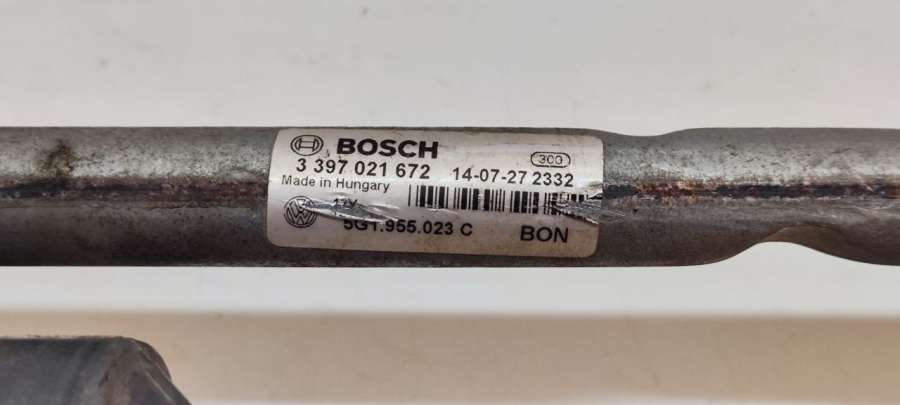 BOSCH
300
3 397 021 672 14-07-27 2332
Made in Hungary
5G1.955.023 C BON